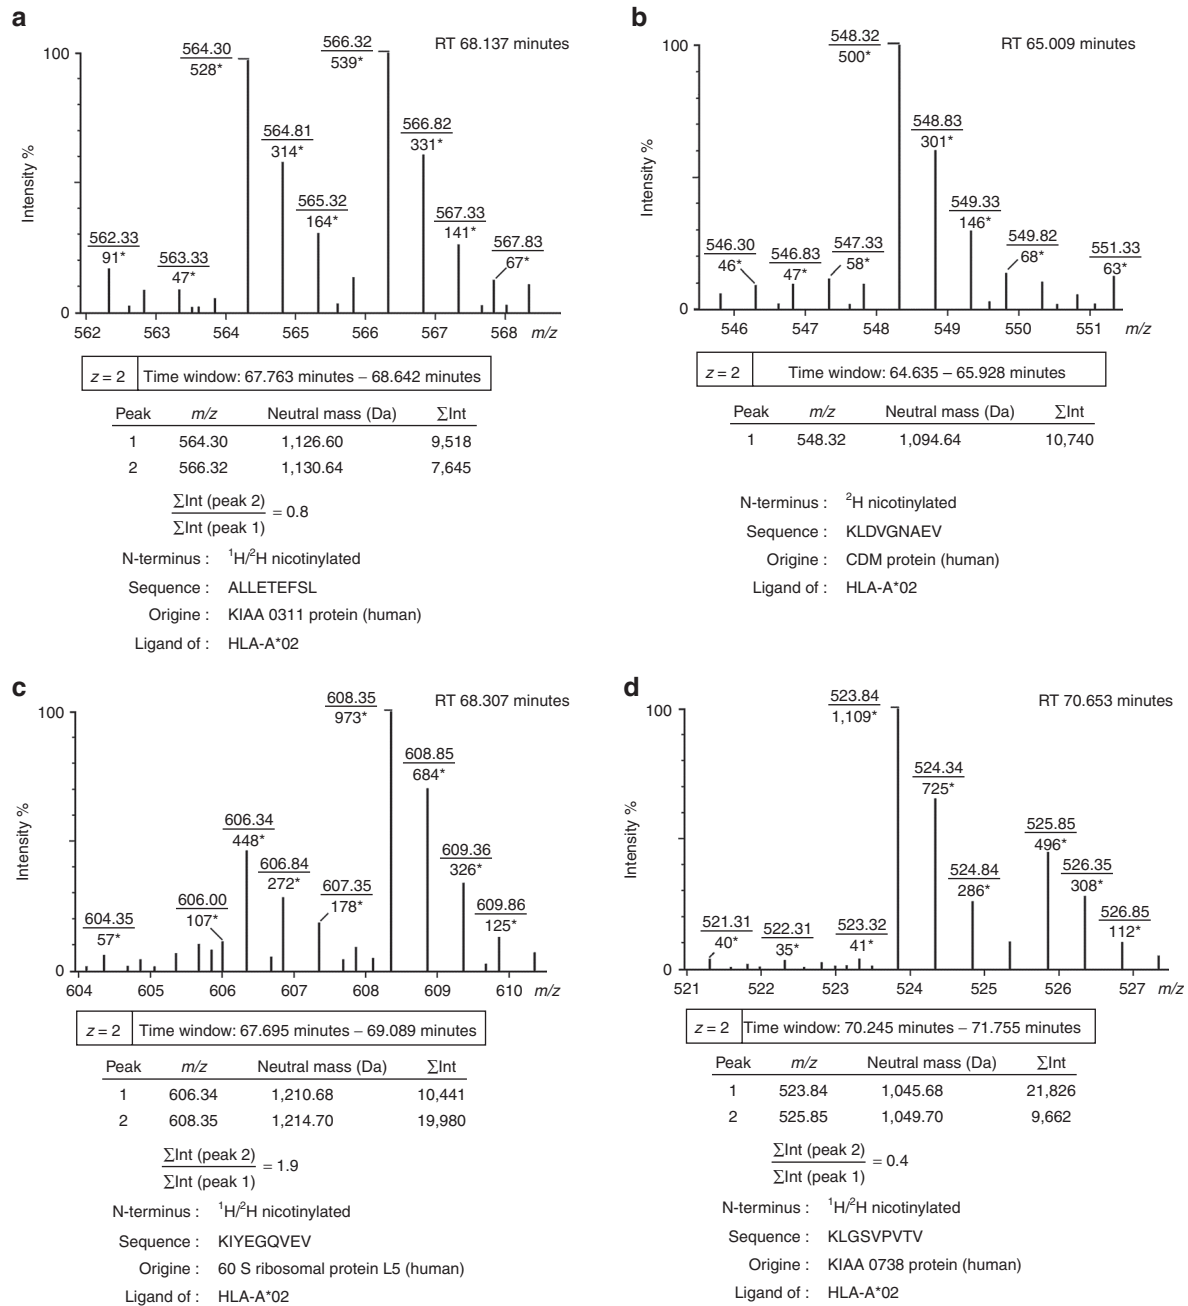 a
RT 68.137 minutes
Intensity %
100
0
564.30
528*
566.32
539*
564.81
314*
566.82
331*
565.32
164*
567.33
141*
562.33
91*
563.33
47*
567.83
67*
562 563 564 565 566 567 568 m/z
z = 2 Time window: 67.763 minutes – 68.642 minutes
Peak m/z Neutral mass (Da) ∑Int
1 564.30 1,126.60 9,518
2 566.32 1,130.64 7,645
∑Int (peak 2)
∑Int (peak 1)
= 0.8
N-terminus : ¹H/²H nicotinylated
Sequence : ALLETEFSL
Origine : KIAA 0311 protein (human)
Ligand of : HLA-A*02
b
RT 65.009 minutes
Intensity %
100
0
548.32
500*
548.83
301*
549.33
146*
549.82
68*
546.30
46*
546.83
47*
547.33
58*
551.33
63*
546 547 548 549 550 551 m/z
z = 2 Time window: 64.635 – 65.928 minutes
Peak m/z Neutral mass (Da) ∑Int
1 548.32 1,094.64 10,740
N-terminus : ²H nicotinylated
Sequence : KLDVGNAEV
Origine : CDM protein (human)
Ligand of : HLA-A*02
c
RT 68.307 minutes
Intensity %
100
0
608.35
973*
608.85
684*
606.34
448*
606.84
272*
609.36
326*
607.35
178*
606.00
107*
609.86
125*
604.35
57*
604 605 606 607 608 609 610 m/z
z = 2 Time window: 67.695 minutes – 69.089 minutes
Peak m/z Neutral mass (Da) ∑Int
1 606.34 1,210.68 10,441
2 608.35 1,214.70 19,980
∑Int (peak 2)
∑Int (peak 1)
= 1.9
N-terminus : ¹H/²H nicotinylated
Sequence : KIYEGQVEV
Origine : 60 S ribosomal protein L5 (human)
Ligand of : HLA-A*02
d
RT 70.653 minutes
Intensity %
100
0
523.84
1,109*
524.34
725*
525.85
496*
524.84
286*
526.35
308*
526.85
112*
521.31
40*
522.31
35*
523.32
41*
521 522 523 524 525 526 527 m/z
z = 2 Time window: 70.245 minutes – 71.755 minutes
Peak m/z Neutral mass (Da) ∑Int
1 523.84 1,045.68 21,826
2 525.85 1,049.70 9,662
∑Int (peak 2)
∑Int (peak 1)
= 0.4
N-terminus : ¹H/²H nicotinylated
Sequence : KLGSVPVTV
Origine : KIAA 0738 protein (human)
Ligand of : HLA-A*02